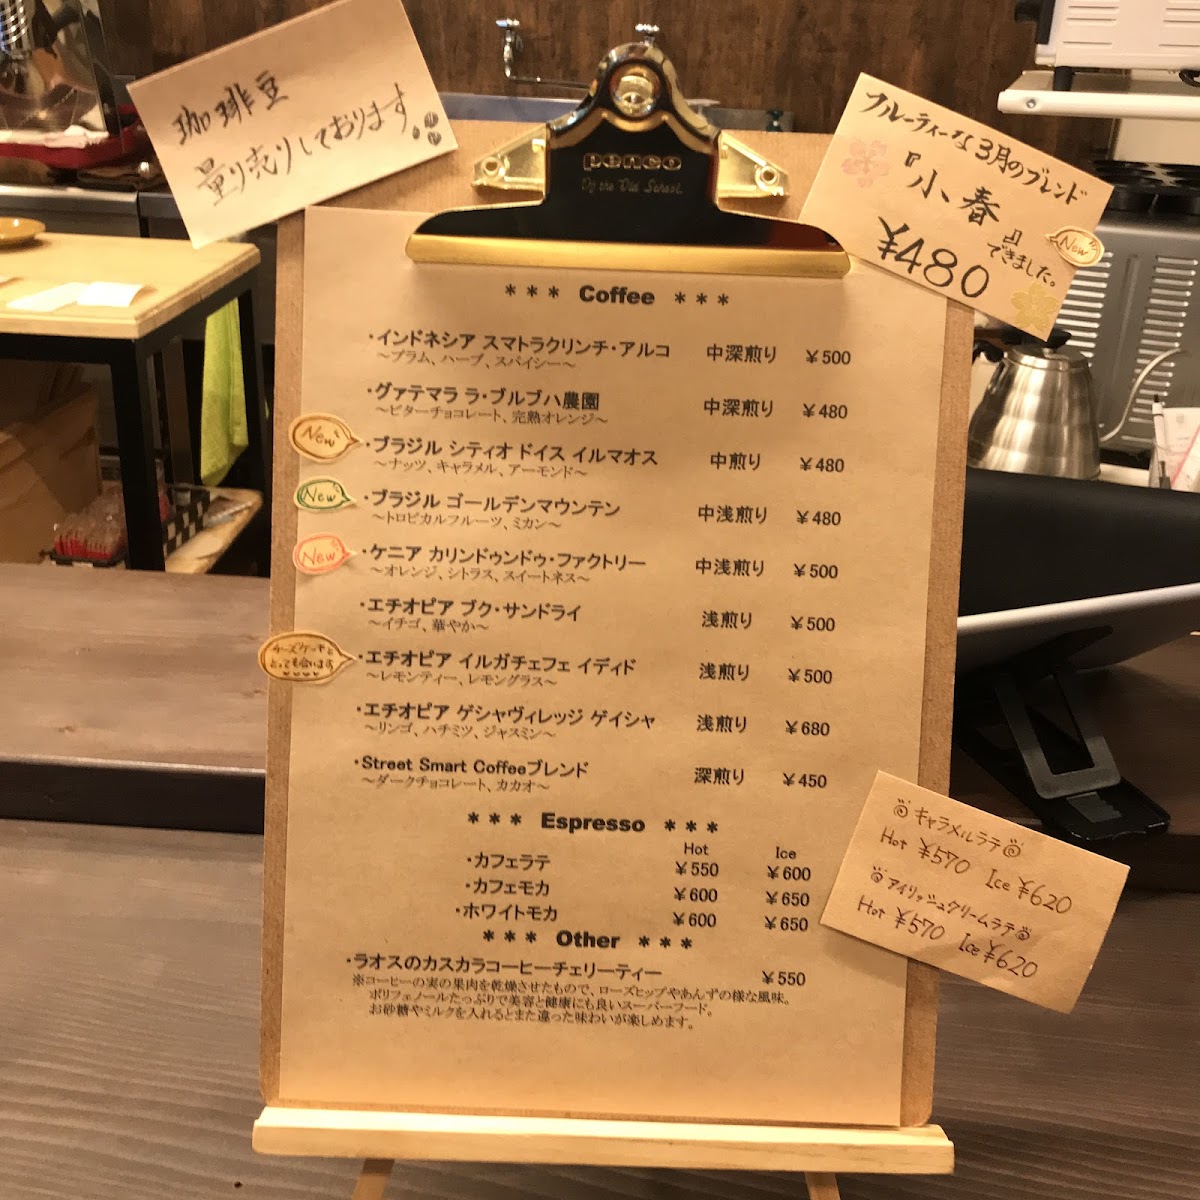 珈琲豆
量り売りしております
フルーティーな3月のブレンド
『小春』
できました。
¥480
New
penco
Of the Old School.
*** Coffee ***
・インドネシア スマトラクリンチ・アルコ 中深煎り ¥500
～プラム、ハーブ、スパイシー～
・グァテマラ ラ・ブルブハ農園 中深煎り ¥480
～ビターチョコレート、完熟オレンジ～
New
・ブラジル シティオ ドイス イルマオス 中煎り ¥480
～ナッツ、キャラメル、アーモンド～
New
・ブラジル ゴールデンマウンテン 中浅煎り ¥480
～トロピカルフルーツ、ミカン～
New
・ケニア カリンドゥンドゥ・ファクトリー 中浅煎り ¥500
～オレンジ、シトラス、スイートネス～
・エチオピア ブク・サンドライ 浅煎り ¥500
～イチゴ、華やか～
チーズケーキと
とっても合います
・エチオピア イルガチェフェ イディド 浅煎り ¥500
～レモンティー、レモングラス～
・エチオピア ゲシャヴィレッジ ゲイシャ 浅煎り ¥680
～リンゴ、ハチミツ、ジャスミン～
・Street Smart Coffeeブレンド 深煎り ¥450
～ダークチョコレート、カカオ～
*** Espresso ***
Hot Ice
・カフェラテ ¥550 ¥600
・カフェモカ ¥600 ¥650
・ホワイトモカ ¥600 ¥650
*** Other ***
・ラオスのカスカラコーヒーチェリーティー ¥550
※コーヒーの実の果肉を乾燥させたもので、ローズヒップやあんずの様な風味。
ポリフェノールたっぷりで美容と健康にも良いスーパーフード。
お砂糖やミルクを入れるとまた違った味わいが楽しめます。
キャラメルラテ
Hot ¥570 Ice ¥620
アイリッシュクリームラテ
Hot ¥570 Ice ¥620